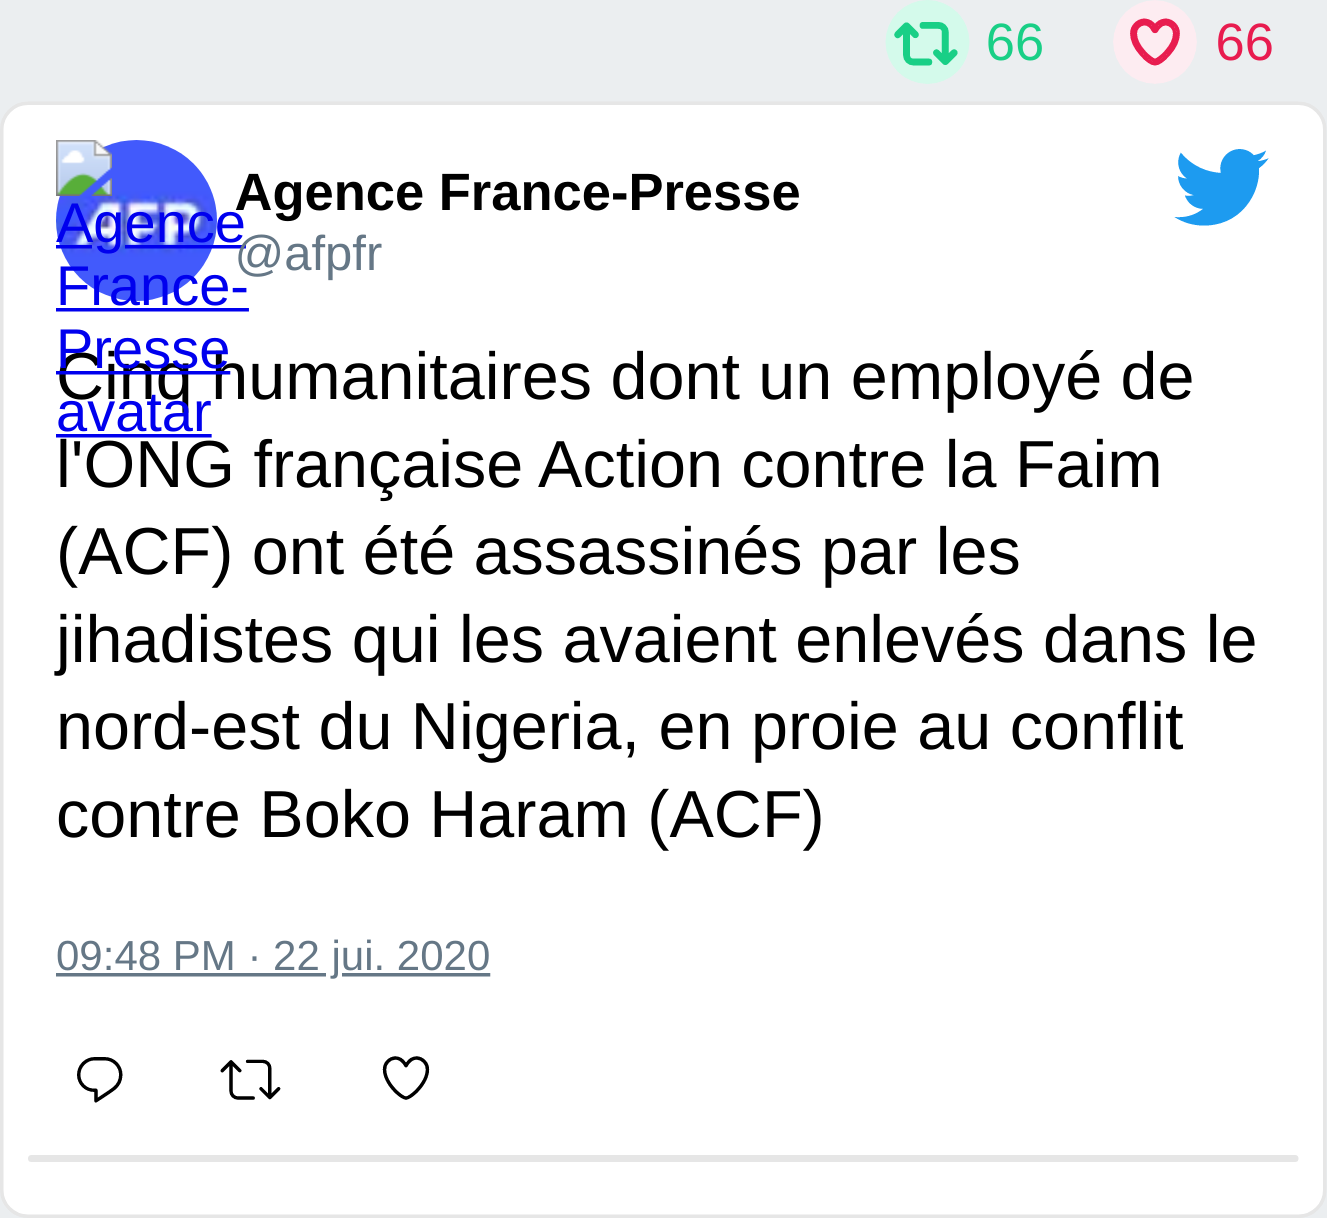 66 66
Agence France-Presse
@afpfr
Agence
France-
Presse
avatar
Cinq humanitaires dont un employé de
l'ONG française Action contre la Faim
(ACF) ont été assassinés par les
jihadistes qui les avaient enlevés dans le
nord-est du Nigeria, en proie au conflit
contre Boko Haram (ACF)
09:48 PM · 22 jui. 2020